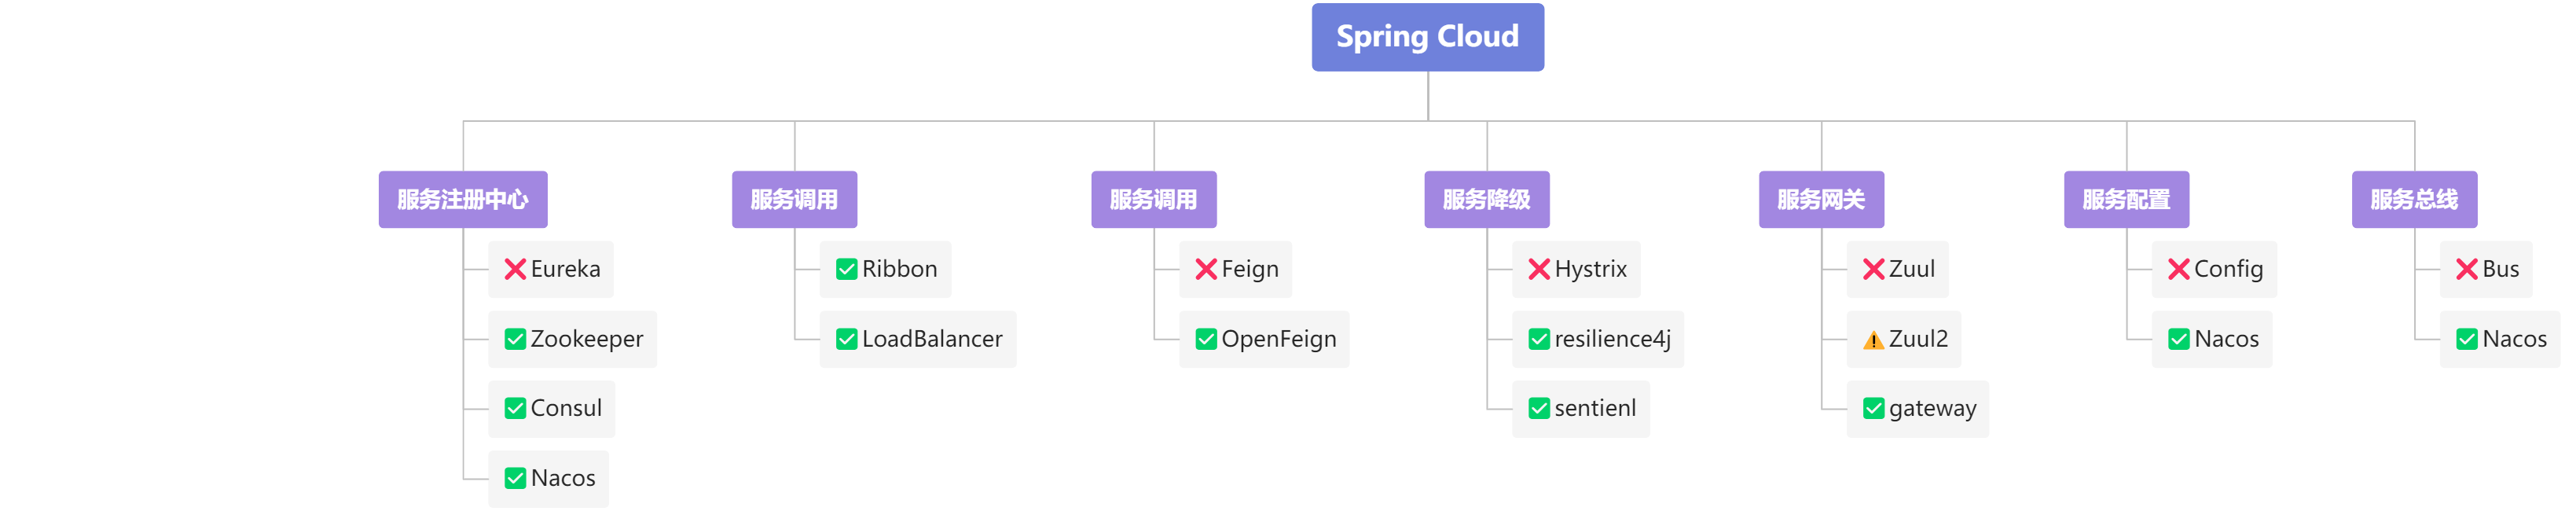 Spring Cloud
服务注册中心
❌Eureka
✅Zookeeper
✅Consul
✅Nacos
服务调用
✅Ribbon
✅LoadBalancer
服务调用
❌Feign
✅OpenFeign
服务降级
❌Hystrix
✅resilience4j
✅sentienl
服务网关
❌Zuul
⚠Zuul2
✅gateway
服务配置
❌Config
✅Nacos
服务总线
❌Bus
✅Nacos